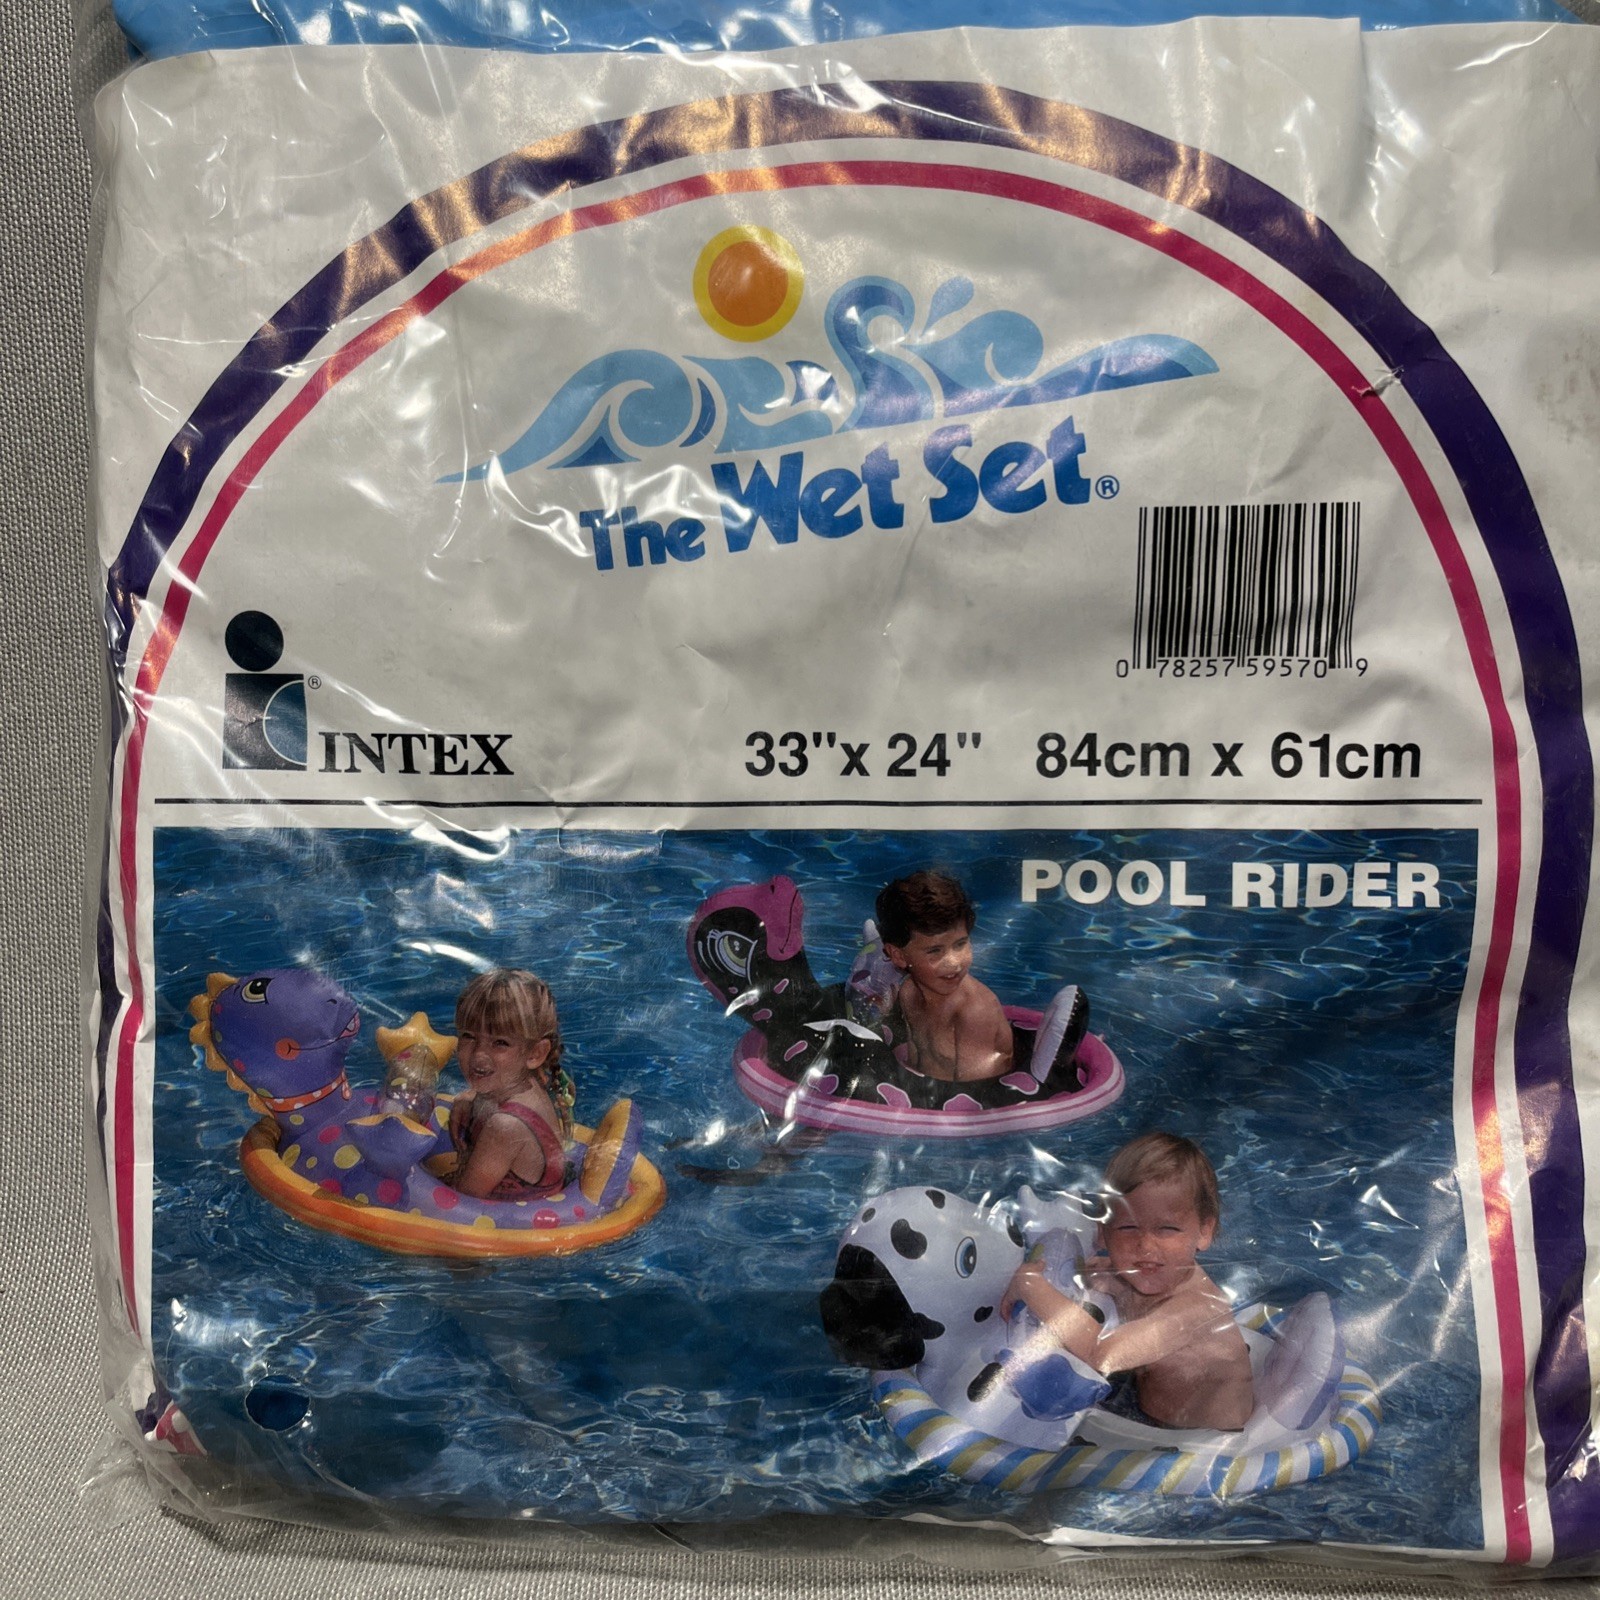 The Wet Set®
0 78257 59570 9
®
INTEX
33"x 24" 84cm x 61cm
POOL RIDER